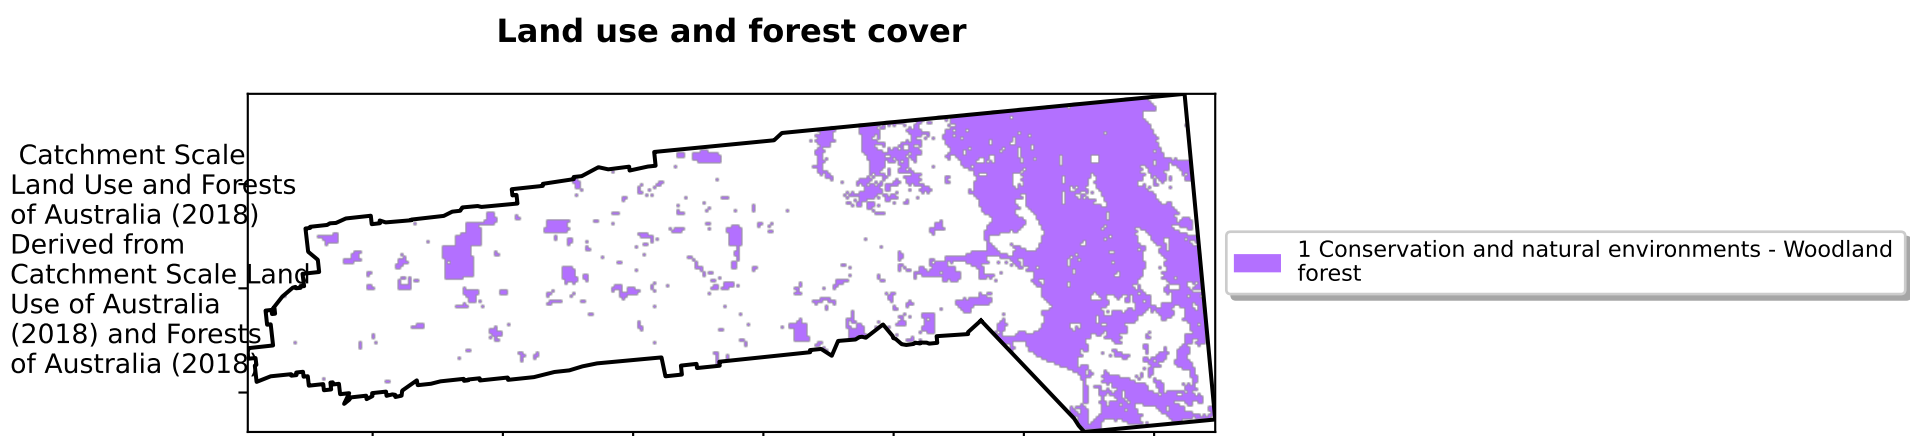 Land use and forest cover
Catchment Scale
Land Use and Forests
of Australia (2018)
Derived from
Catchment Scale Land
Use of Australia
(2018) and Forests
of Australia (2018)
1 Conservation and natural environments - Woodland
forest